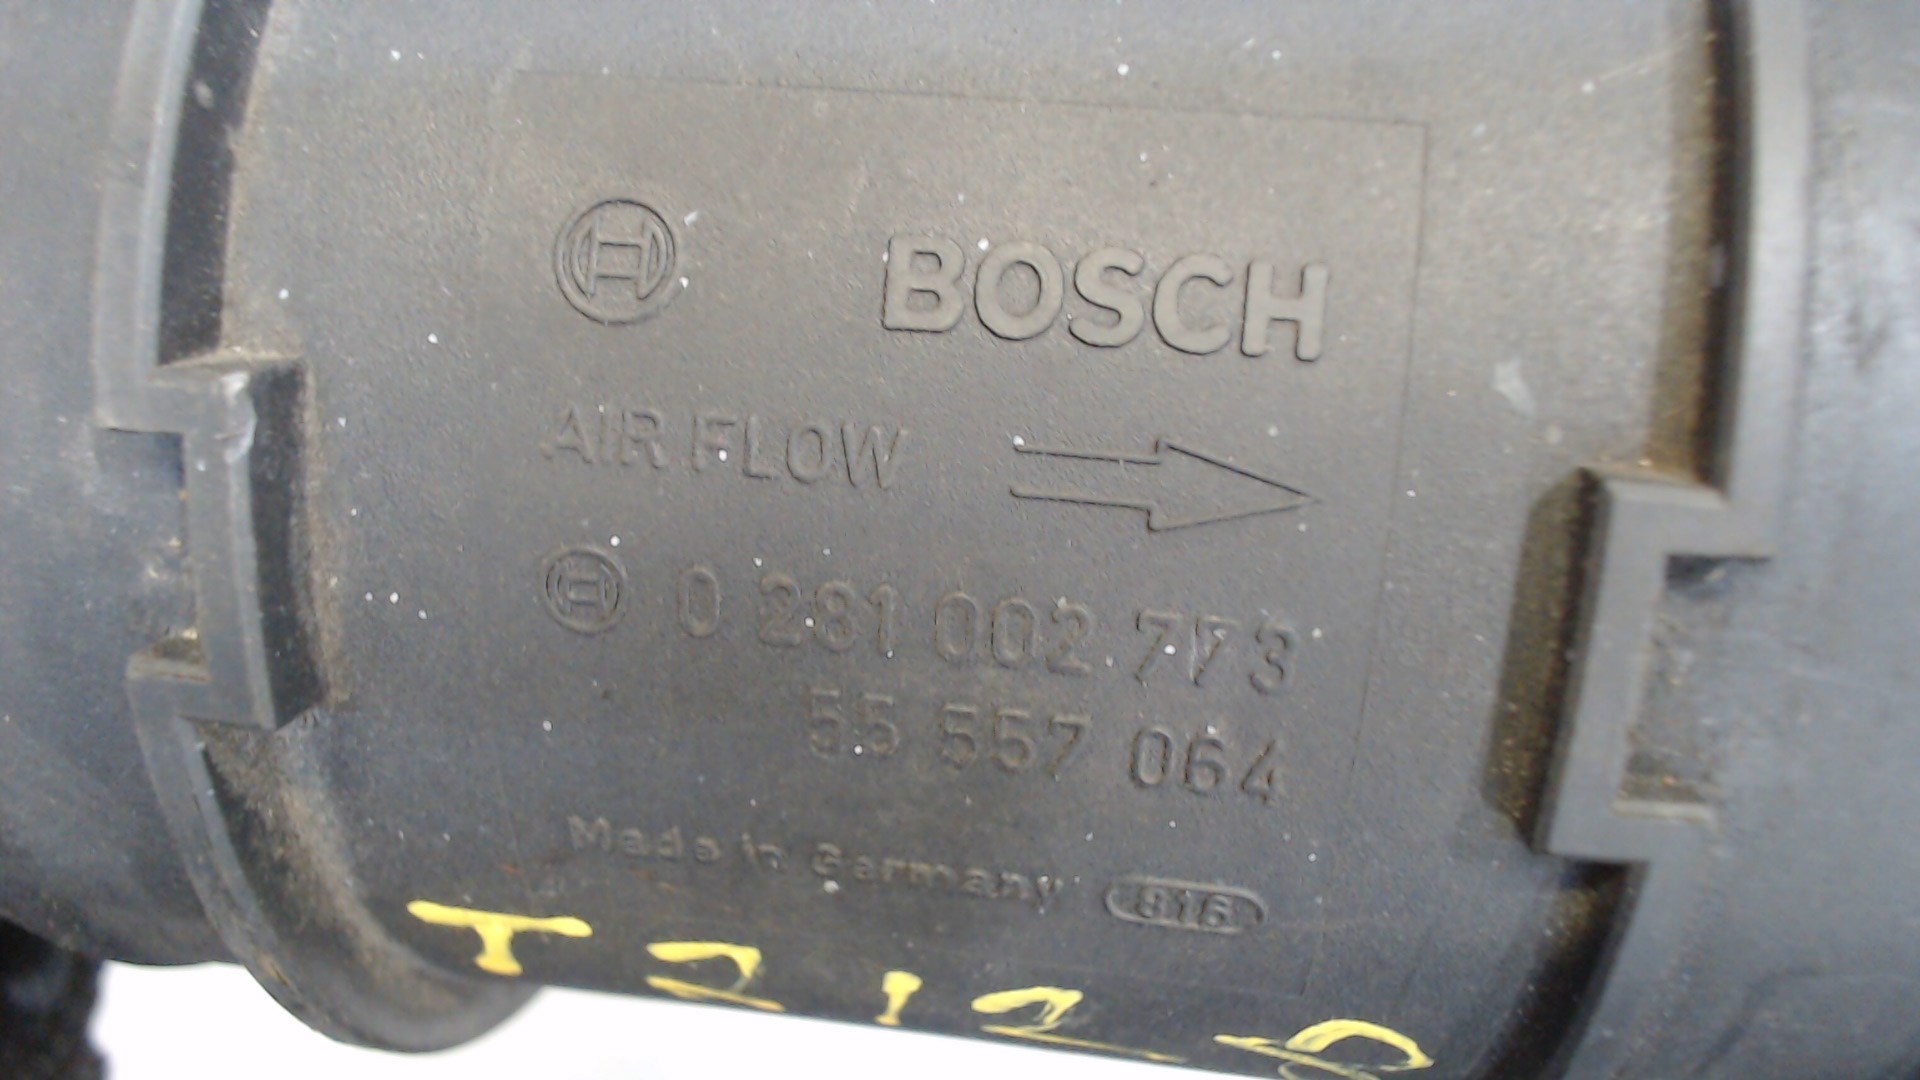 BOSCH
AIR FLOW
0 281 002 773
55 557 064
Made in Germany 816